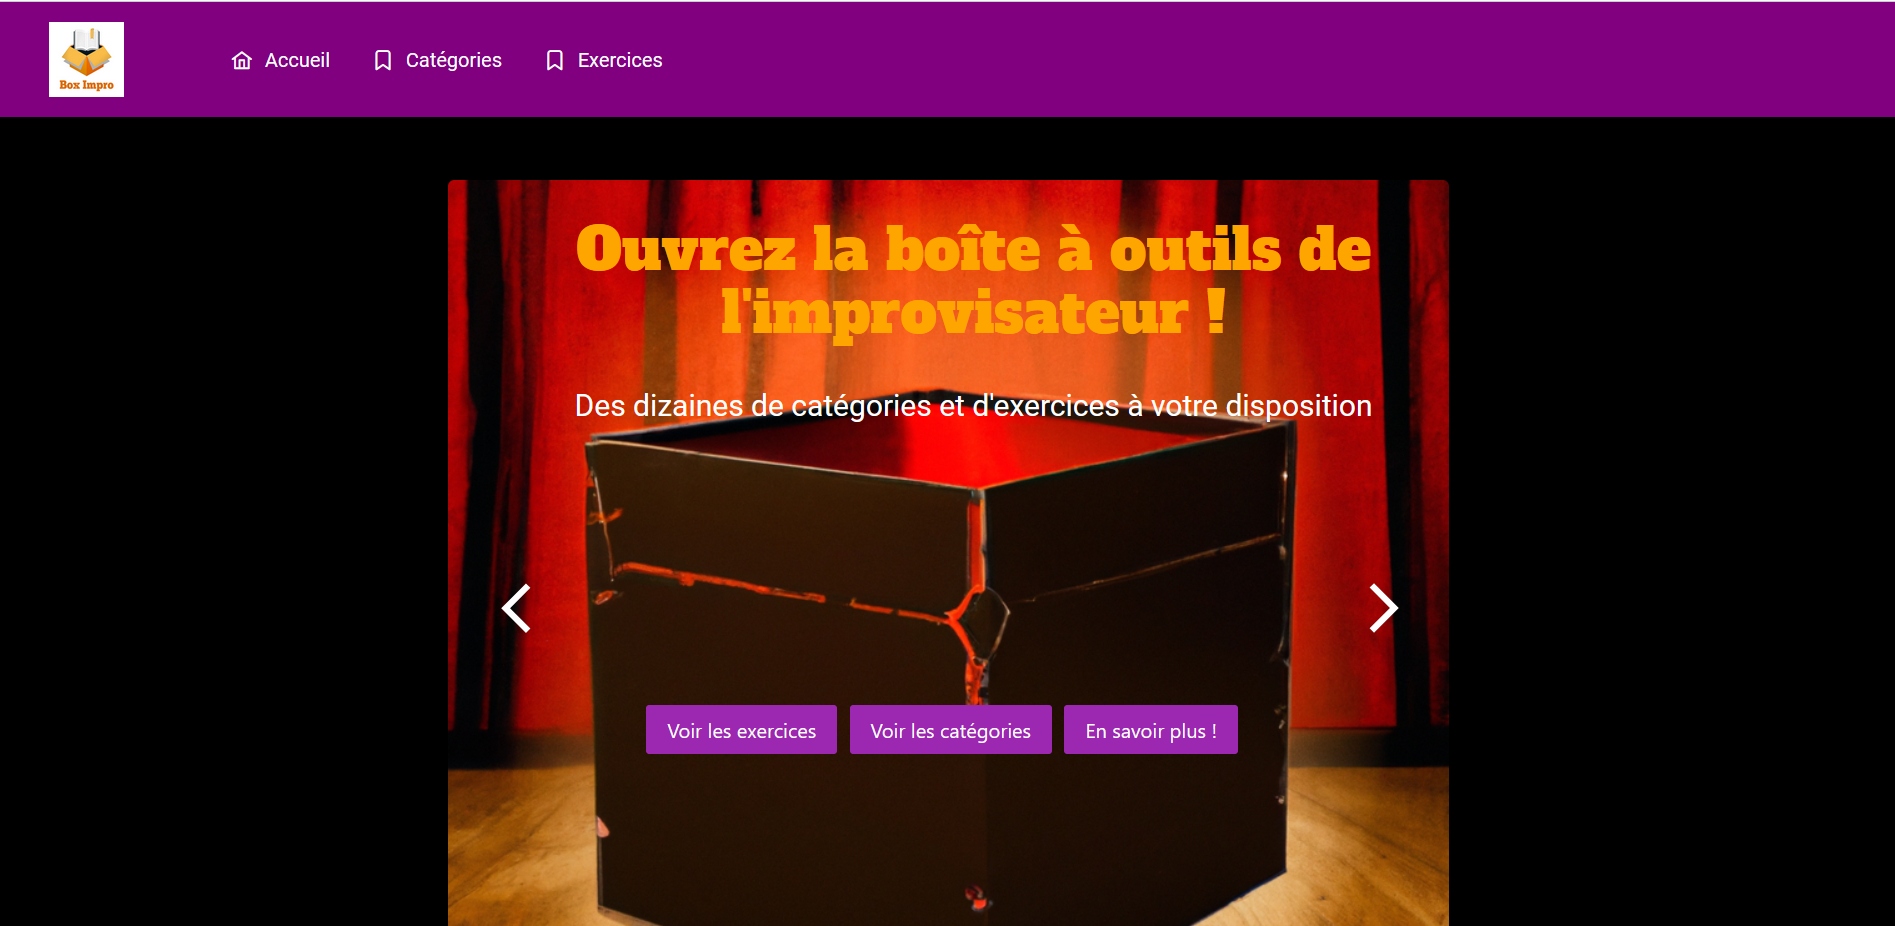 Box Impro
Accueil
Catégories
Exercices
Ouvrez la boîte à outils de
l'improvisateur !
Des dizaines de catégories et d'exercices à votre disposition
Voir les exercices
Voir les catégories
En savoir plus !